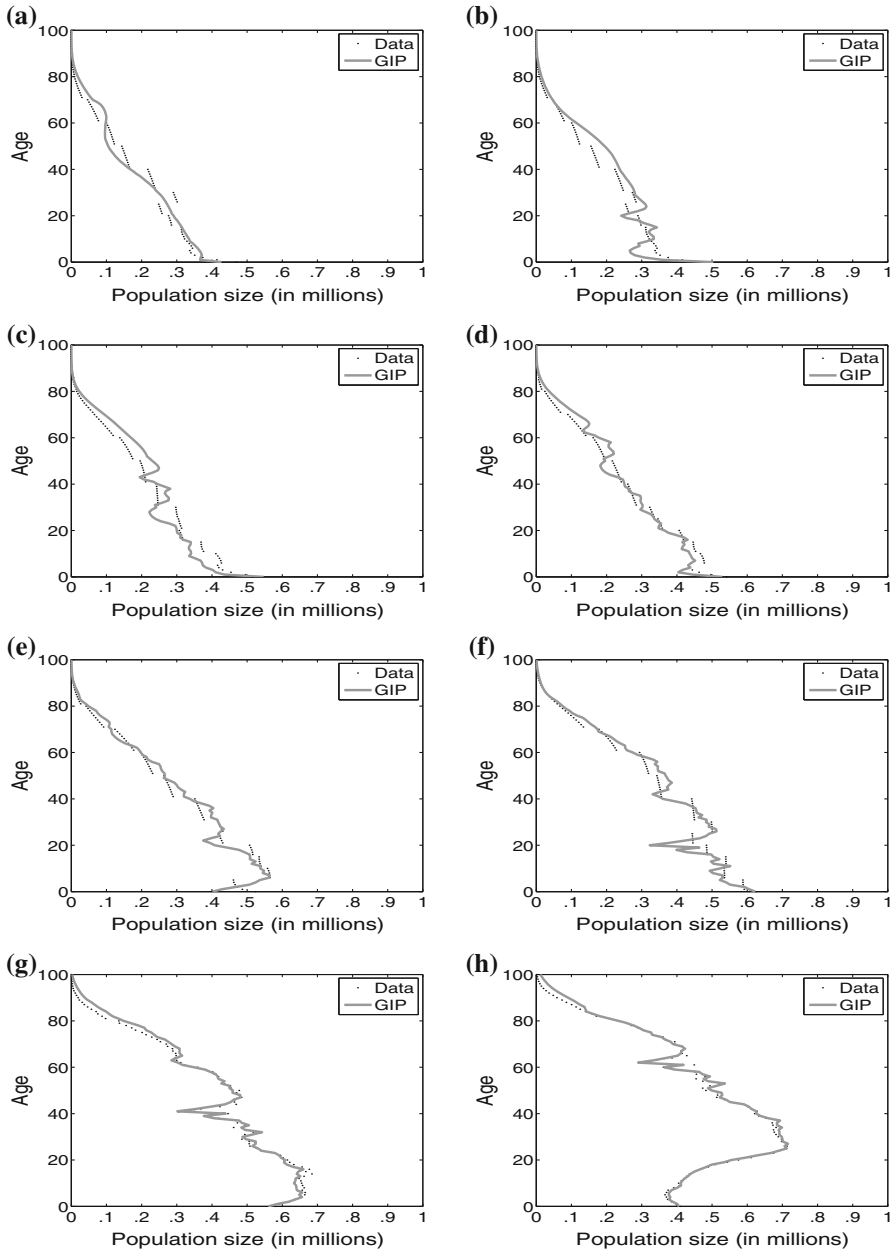 (a)
100
80
60
40
20
0
Age
Data
GIP
0 .1 .2 .3 .4 .5 .6 .7 .8 .9 1
Population size (in millions)
(b)
100
80
60
40
20
0
Age
Data
GIP
0 .1 .2 .3 .4 .5 .6 .7 .8 .9 1
Population size (in millions)
(c)
100
80
60
40
20
0
Age
Data
GIP
0 .1 .2 .3 .4 .5 .6 .7 .8 .9 1
Population size (in millions)
(d)
100
80
60
40
20
0
Age
Data
GIP
0 .1 .2 .3 .4 .5 .6 .7 .8 .9 1
Population size (in millions)
(e)
100
80
60
40
20
0
Age
Data
GIP
0 .1 .2 .3 .4 .5 .6 .7 .8 .9 1
Population size (in millions)
(f)
100
80
60
40
20
0
Age
Data
GIP
0 .1 .2 .3 .4 .5 .6 .7 .8 .9 1
Population size (in millions)
(g)
100
80
60
40
20
0
Age
Data
GIP
0 .1 .2 .3 .4 .5 .6 .7 .8 .9 1
Population size (in millions)
(h)
100
80
60
40
20
0
Age
Data
GIP
0 .1 .2 .3 .4 .5 .6 .7 .8 .9 1
Population size (in millions)